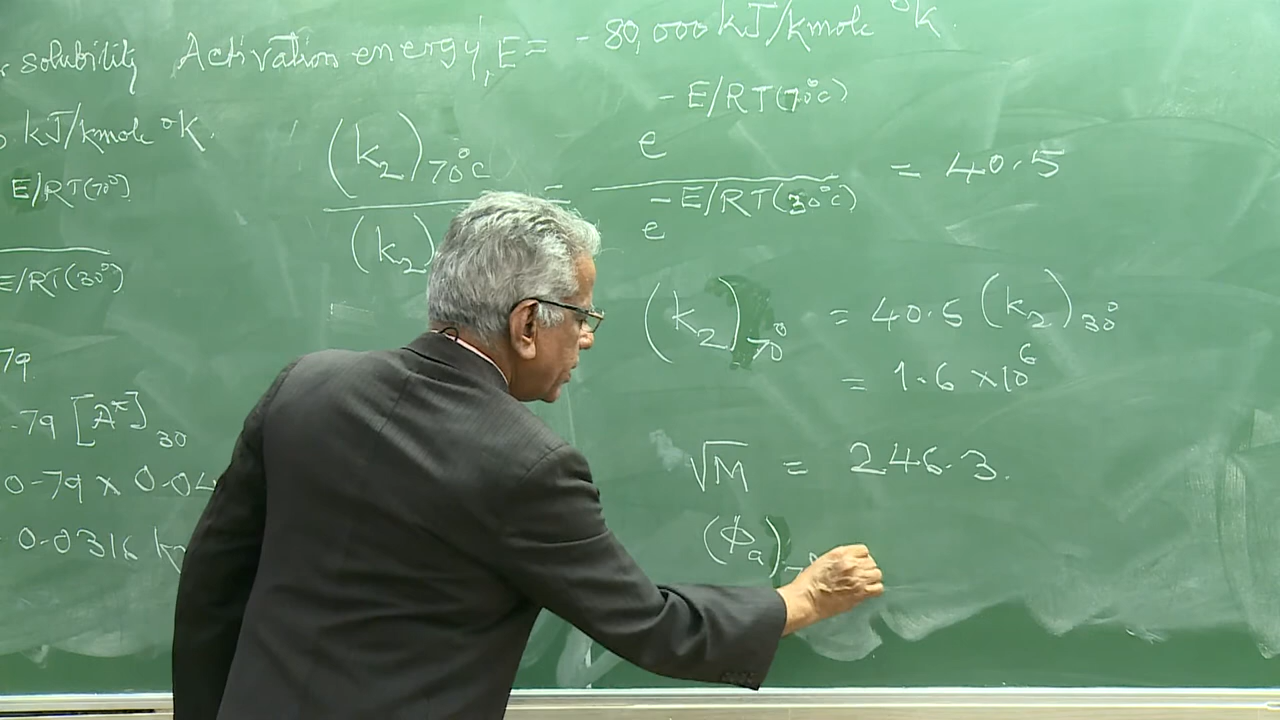 solubility Activation energy, E = - 80,000 kJ/kmole °K.
kJ/kmole °K.
E/RT(70°)
E/RT(30°)
79
.79 [A*]30
0.79 x 0.04
0.0316
(k2)70°c = e^-E/RT(70°c) / e^-E/RT(30°c) = 40.5
(k2)
(k2)70° = 40.5 (k2)30°
= 1.6 x10^6
√M = 246.3.
(ϕa)